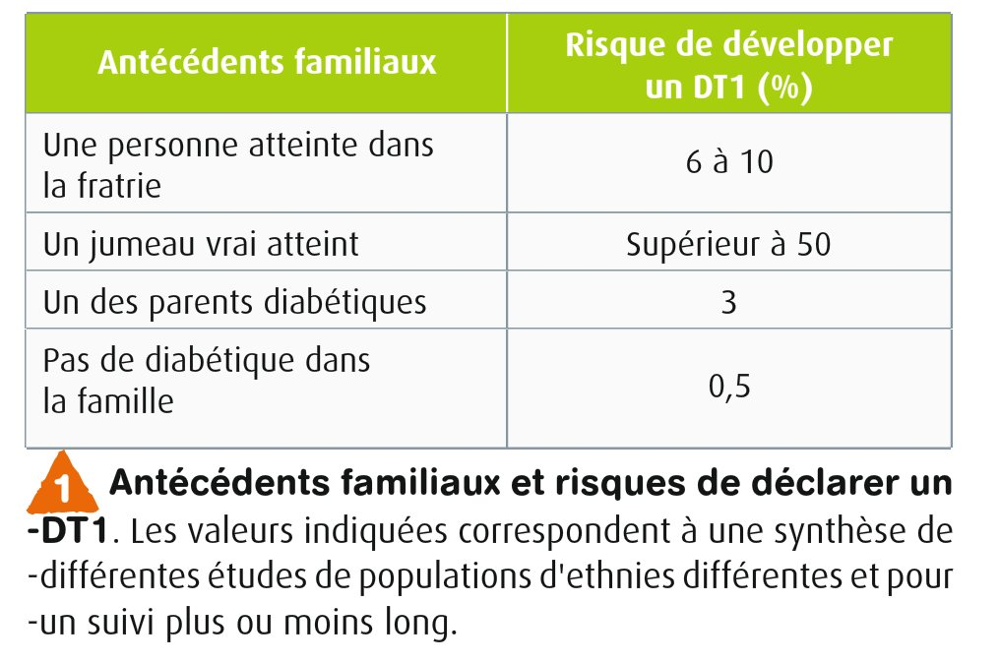 Antécédents familiaux
Risque de développer
un DT1 (%)
Une personne atteinte dans
la fratrie
6 à 10
Un jumeau vrai atteint
Supérieur à 50
Un des parents diabétiques
3
Pas de diabétique dans
la famille
0,5
1 Antécédents familiaux et risques de déclarer un
-DT1. Les valeurs indiquées correspondent à une synthèse de
-différentes études de populations d'ethnies différentes et pour
-un suivi plus ou moins long.